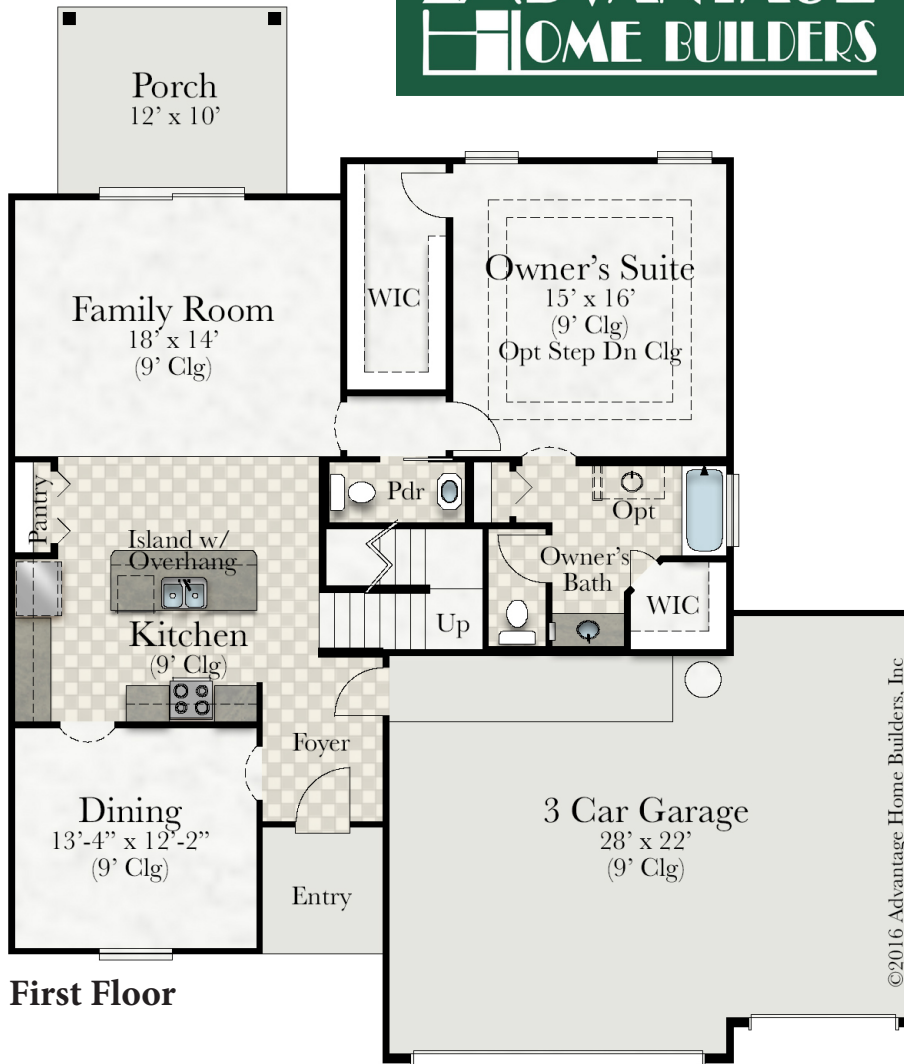 ADVANTAGE
HOME BUILDERS
Porch
12’ x 10’
Owner’s Suite
15’ x 16’
(9’ Clg)
Opt Step Dn Clg
WIC
Family Room
18’ x 14’
(9’ Clg)
Pantry
Pdr
Opt
Island w/
Overhang
Owner’s
Bath
WIC
Up
Kitchen
(9’ Clg)
Foyer
Dining
13’-4” x 12’-2”
(9’ Clg)
3 Car Garage
28’ x 22’
(9’ Clg)
Entry
First Floor
©2016 Advantage Home Builders, Inc